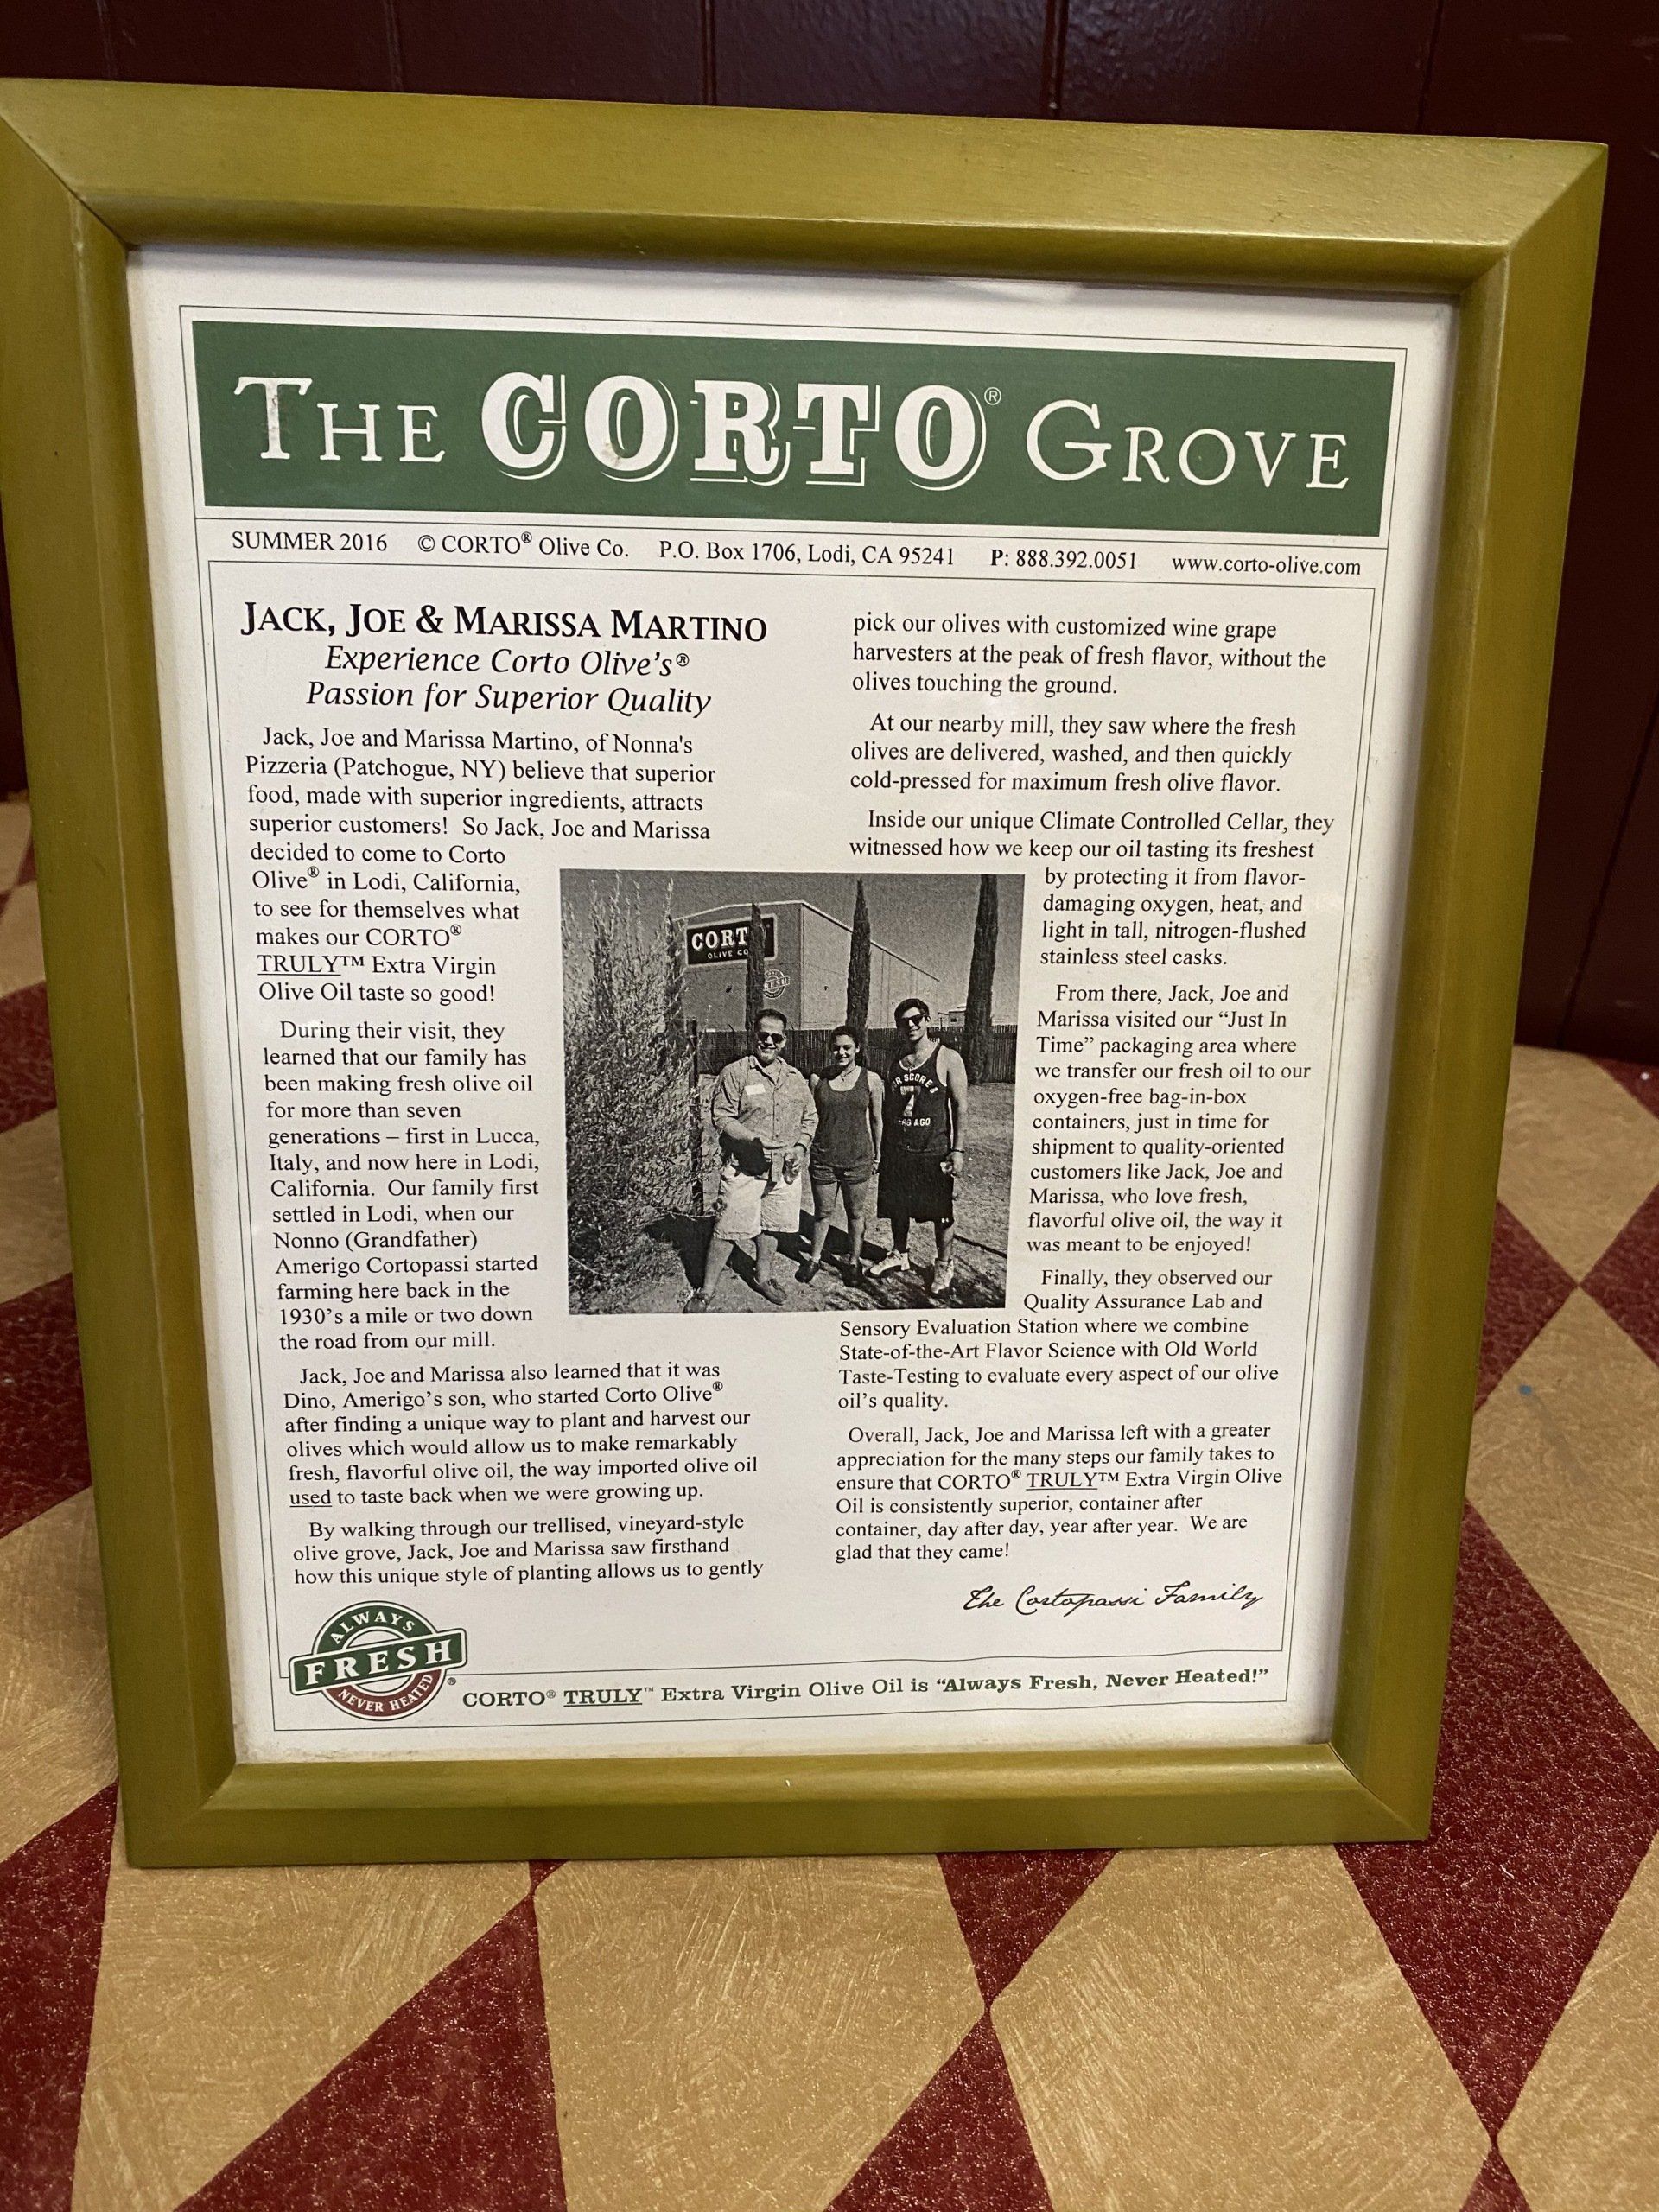 THE CORTO® GROVE
SUMMER 2016 © CORTO® Olive Co. P.O. Box 1706, Lodi, CA 95241 P: 888.392.0051 www.corto-olive.com
JACK, JOE & MARISSA MARTINO
Experience Corto Olive's®
Passion for Superior Quality
Jack, Joe and Marissa Martino, of Nonna's
Pizzeria (Patchogue, NY) believe that superior
food, made with superior ingredients, attracts
superior customers! So Jack, Joe and Marissa
decided to come to Corto
Olive® in Lodi, California,
to see for themselves what
makes our CORTO®
TRULY™ Extra Virgin
Olive Oil taste so good!
During their visit, they
learned that our family has
been making fresh olive oil
for more than seven
generations – first in Lucca,
Italy, and now here in Lodi,
California. Our family first
settled in Lodi, when our
Nonno (Grandfather)
Amerigo Cortopassi started
farming here back in the
1930's a mile or two down
the road from our mill.
Jack, Joe and Marissa also learned that it was
Dino, Amerigo's son, who started Corto Olive®
after finding a unique way to plant and harvest our
olives which would allow us to make remarkably
fresh, flavorful olive oil, the way imported olive oil
used to taste back when we were growing up.
By walking through our trellised, vineyard-style
olive grove, Jack, Joe and Marissa saw firsthand
how this unique style of planting allows us to gently
pick our olives with customized wine grape
harvesters at the peak of fresh flavor, without the
olives touching the ground.
At our nearby mill, they saw where the fresh
olives are delivered, washed, and then quickly
cold-pressed for maximum fresh olive flavor.
Inside our unique Climate Controlled Cellar, they
witnessed how we keep our oil tasting its freshest
by protecting it from flavor-
damaging oxygen, heat, and
light in tall, nitrogen-flushed
stainless steel casks.
From there, Jack, Joe and
Marissa visited our “Just In
Time” packaging area where
we transfer our fresh oil to our
oxygen-free bag-in-box
containers, just in time for
shipment to quality-oriented
customers like Jack, Joe and
Marissa, who love fresh,
flavorful olive oil, the way it
was meant to be enjoyed!
Finally, they observed our
Quality Assurance Lab and
Sensory Evaluation Station where we combine
State-of-the-Art Flavor Science with Old World
Taste-Testing to evaluate every aspect of our olive
oil's quality.
Overall, Jack, Joe and Marissa left with a greater
appreciation for the many steps our family takes to
ensure that CORTO® TRULY™ Extra Virgin Olive
Oil is consistently superior, container after
container, day after day, year after year. We are
glad that they came!
The Cortopassi Family
CORT
OLIVE CO
ALWAYS
FRESH
NEVER HEATED®
CORTO® TRULY™ Extra Virgin Olive Oil is “Always Fresh, Never Heated!”